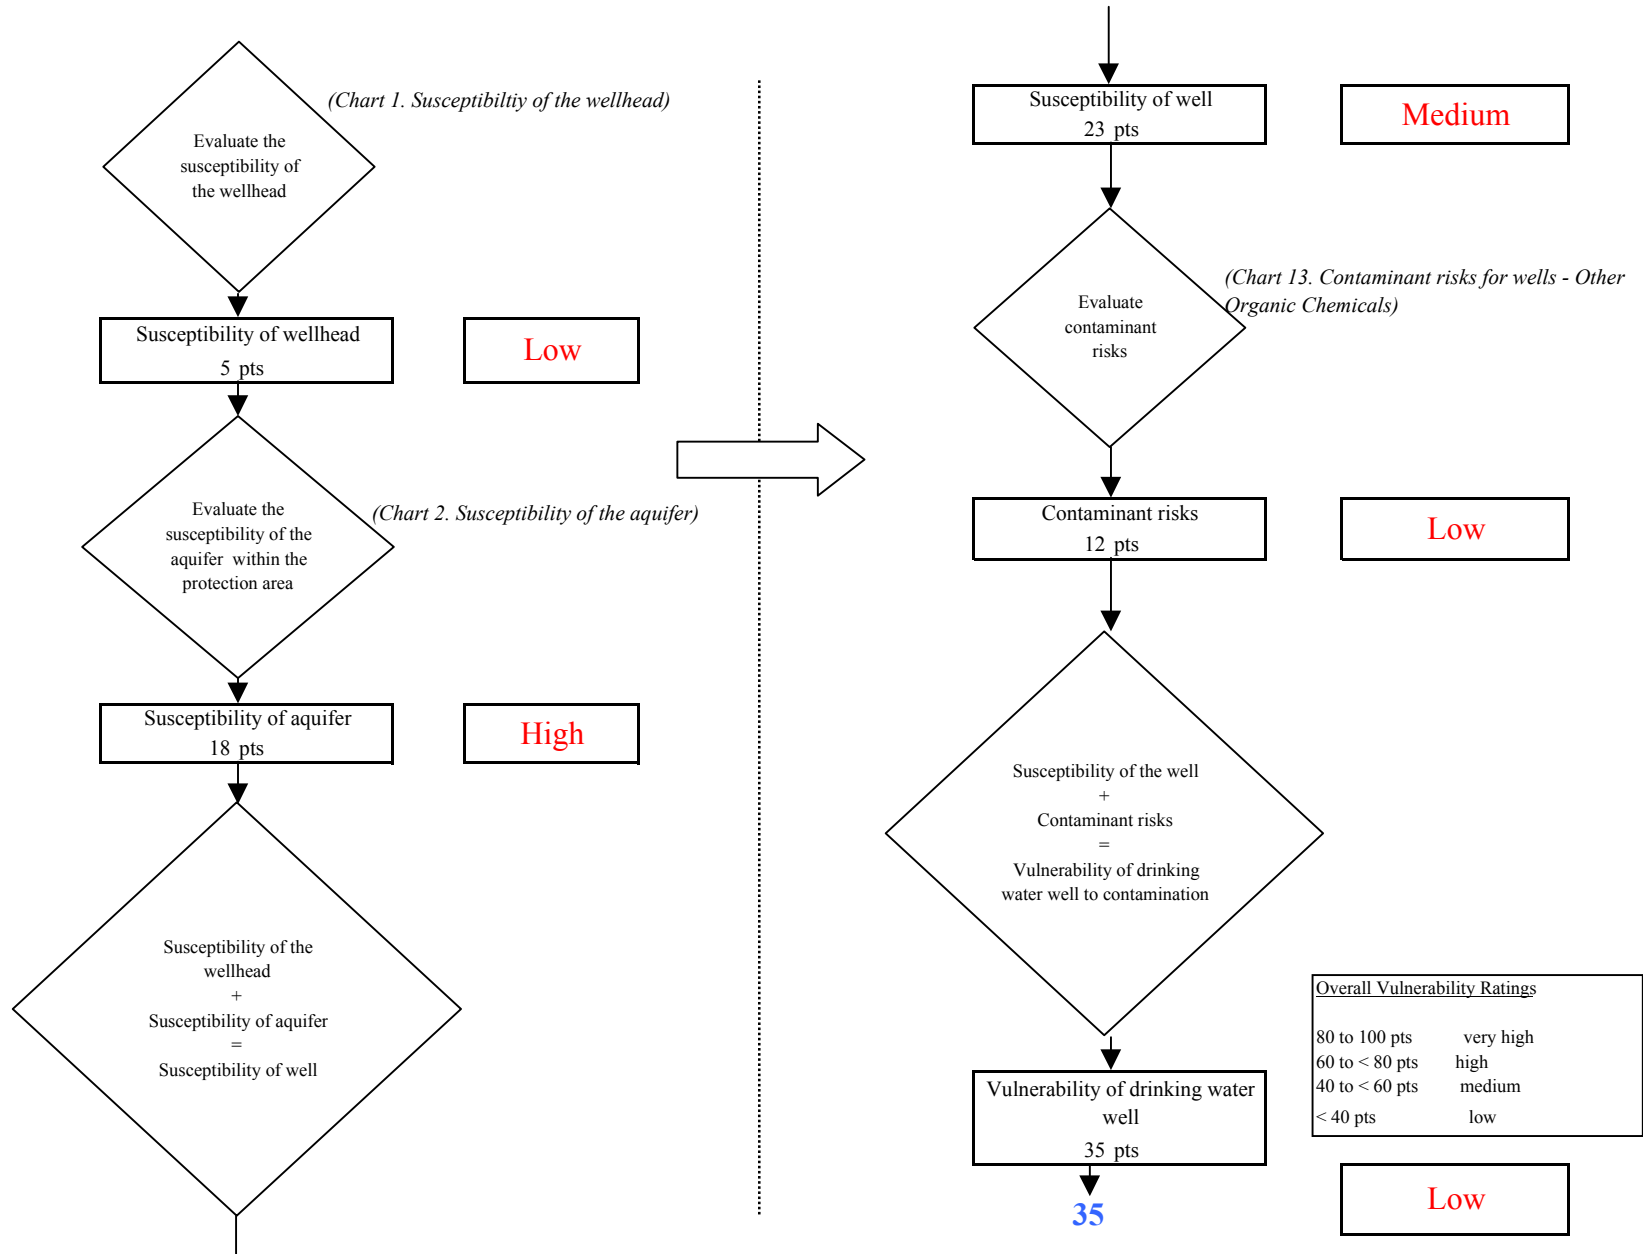 (Chart 1. Susceptibiltiy of the wellhead)
Evaluate the
susceptibility of
the wellhead
Susceptibility of wellhead
5 pts
Low
(Chart 2. Susceptibility of the aquifer)
Evaluate the
susceptibility of the
aquifer within the
protection area
Susceptibility of aquifer
18 pts
High
Susceptibility of the
wellhead
+
Susceptibility of aquifer
=
Susceptibility of well
Susceptibility of well
23 pts
Medium
(Chart 13. Contaminant risks for wells - Other
Organic Chemicals)
Evaluate
contaminant
risks
Contaminant risks
12 pts
Low
Susceptibility of the well
+
Contaminant risks
=
Vulnerability of drinking
water well to contamination
Overall Vulnerability Ratings
80 to 100 pts very high
60 to < 80 pts high
40 to < 60 pts medium
< 40 pts low
Vulnerability of drinking water
well
35 pts
35
Low